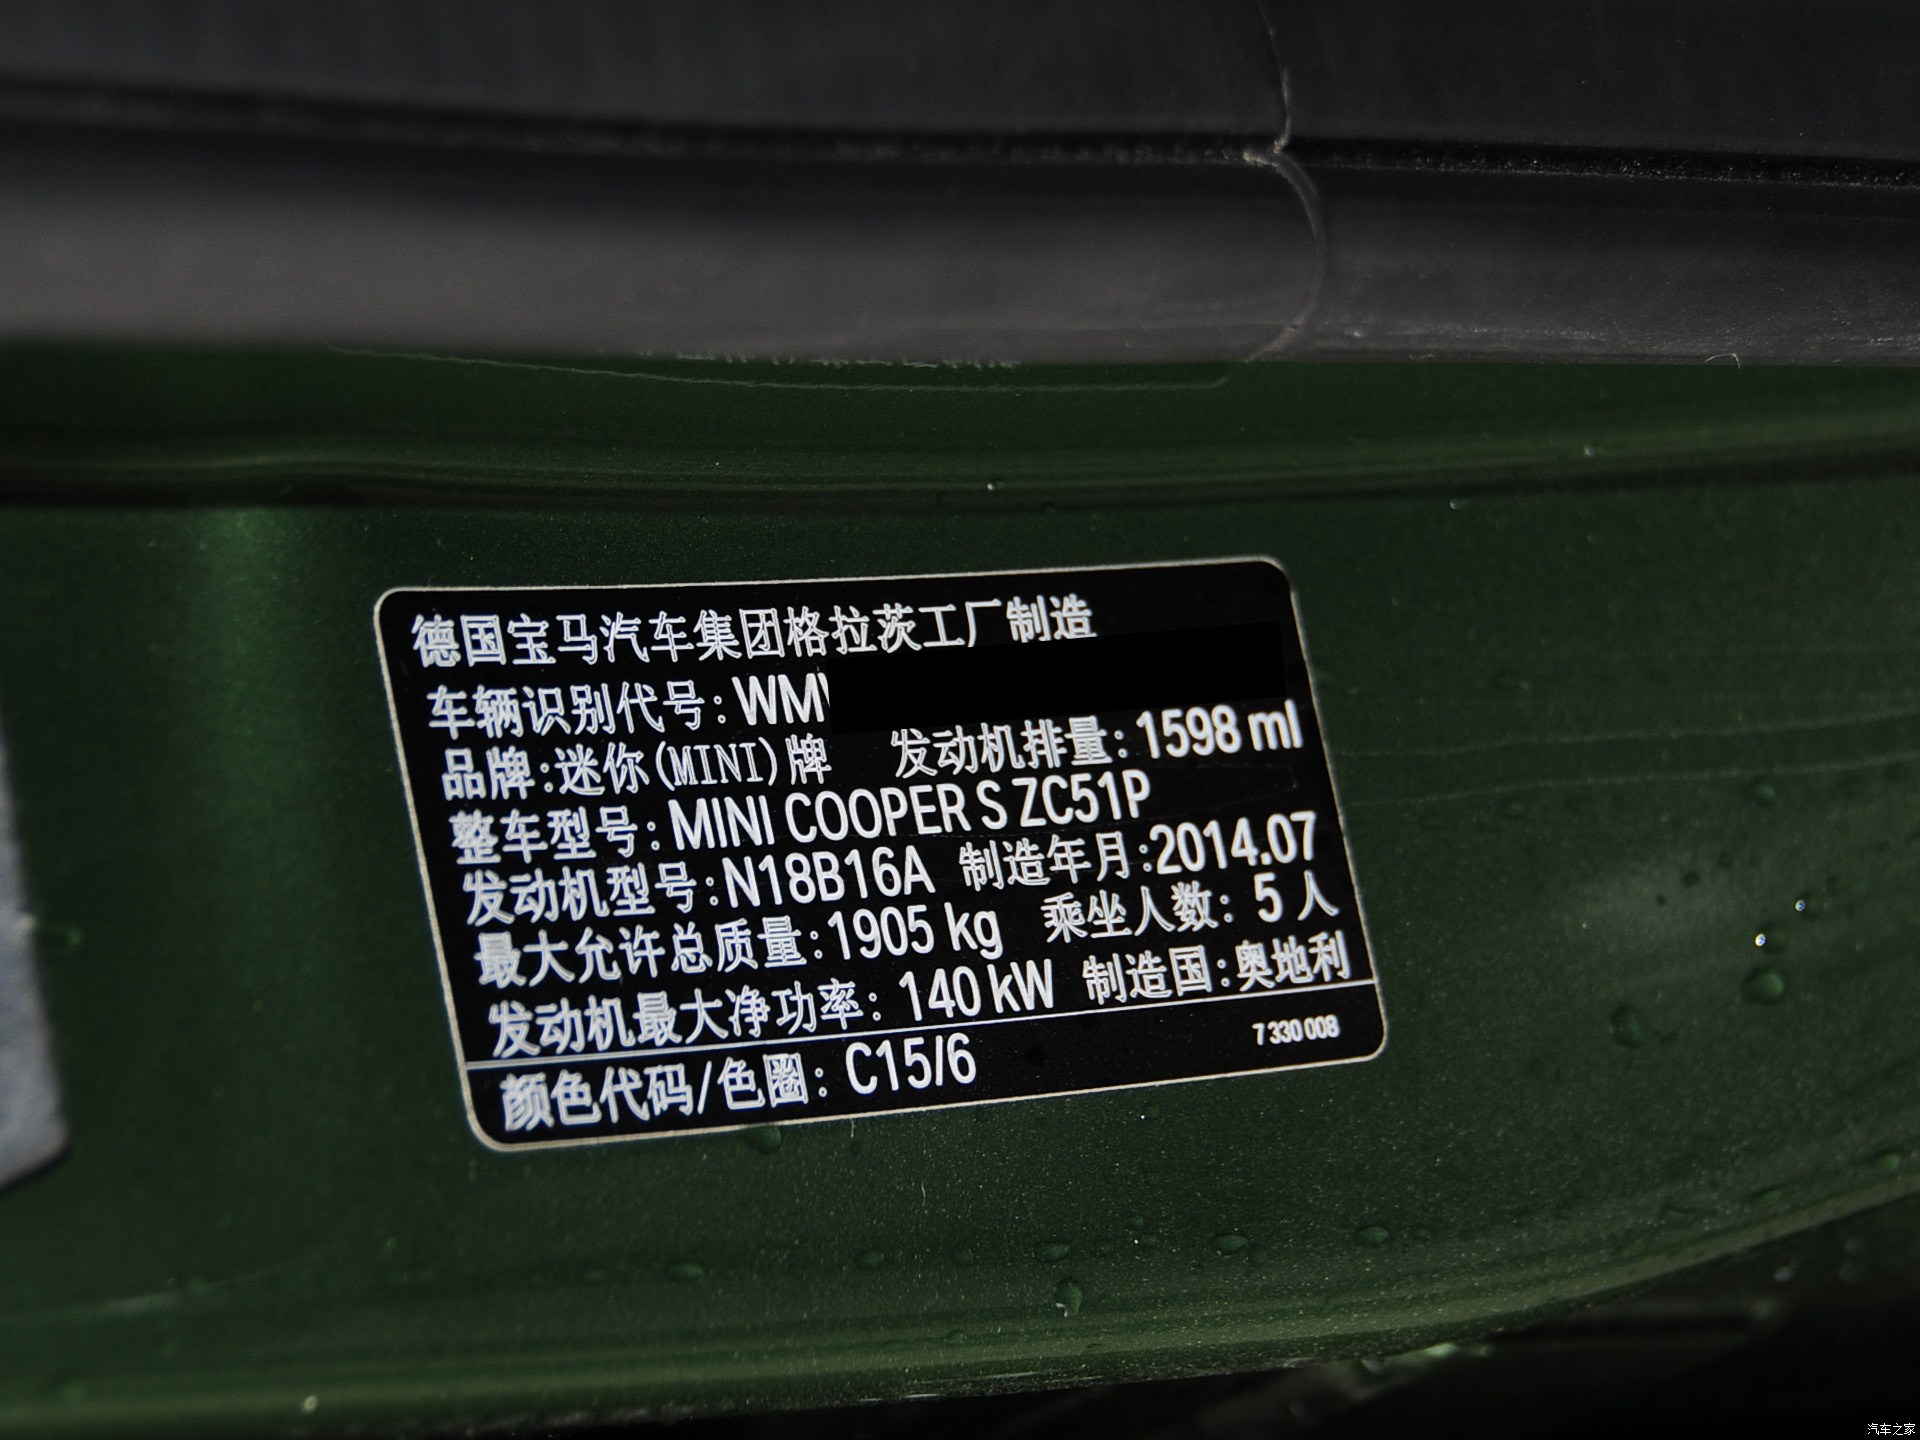 德国宝马汽车集团格拉茨工厂制造
车辆识别代号:WM
品牌:迷你(MINI)牌 发动机排量:1598 ml
整车型号:MINI COOPER S ZC51P
发动机型号:N18B16A 制造年月:2014.07
最大允许总质量:1905 kg 乘坐人数:5 人
发动机最大净功率:140 kW 制造国:奥地利
7 330 008
颜色代码/色圈:C15/6
汽车之家